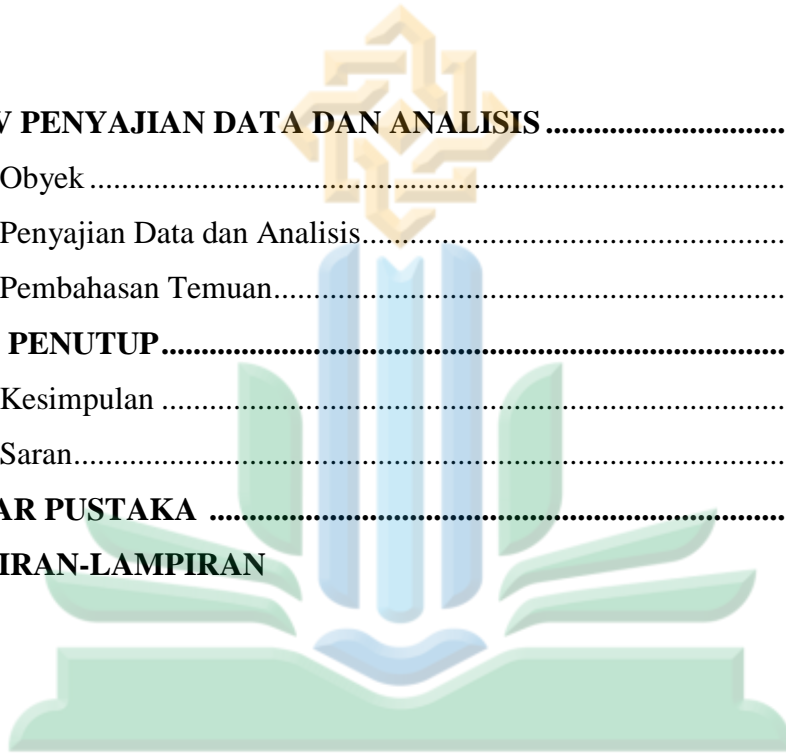 V PENYAJIAN DATA DAN ANALISIS ..............................
Obyek ........................................................................................
Penyajian Data dan Analisis.....................................................
Pembahasan Temuan................................................................
PENUTUP..............................................................................
Kesimpulan ..............................................................................
Saran.........................................................................................
AR PUSTAKA ........................................................................
IRAN-LAMPIRAN